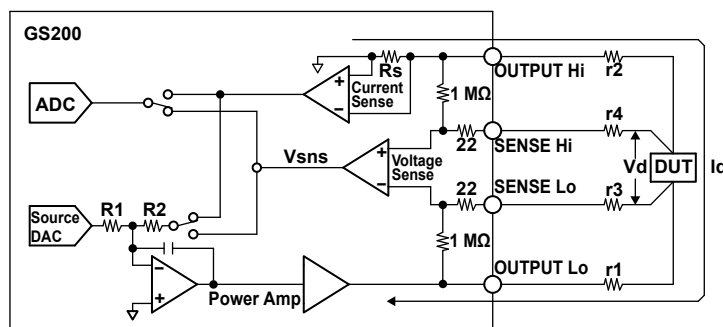 GS200
ADC
Rs
Current
Sense
OUTPUT Hi
r2
1 MΩ
22
SENSE Hi
r4
Vsns
Voltage
Sense
Vd
DUT
Id
22
SENSE Lo
r3
Source
DAC
R1
R2
1 MΩ
Power Amp
OUTPUT Lo
r1